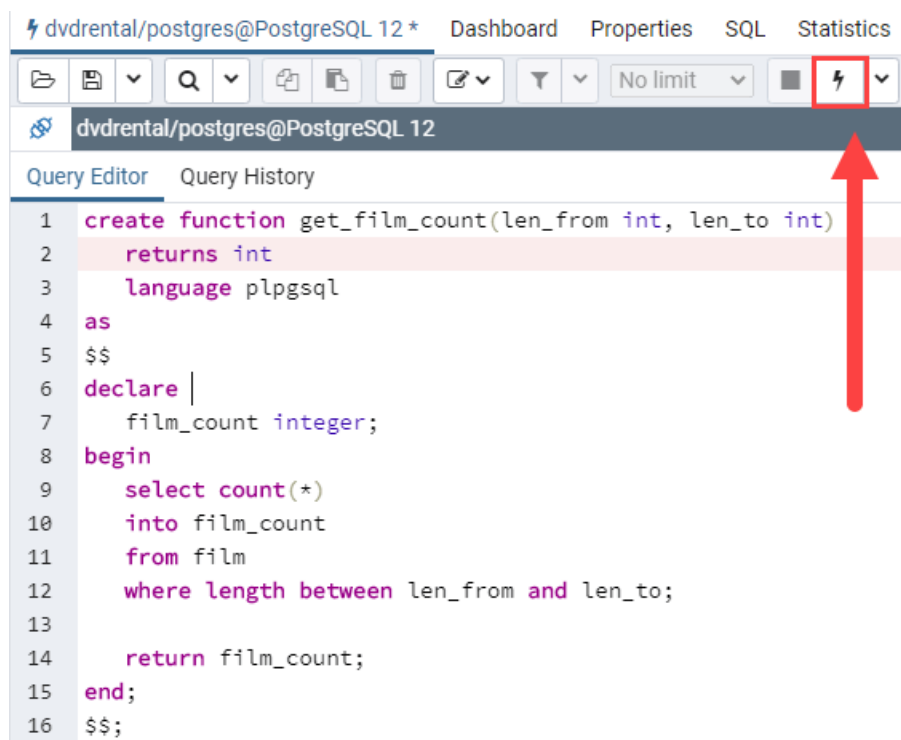 dvdrental/postgres@PostgreSQL 12 * Dashboard Properties SQL Statistics
No limit
dvdrental/postgres@PostgreSQL 12
Query Editor Query History
1 create function get_film_count(len_from int, len_to int)
2    returns int
3    language plpgsql
4 as
5 $$
6 declare
7    film_count integer;
8 begin
9    select count(*)
10    into film_count
11    from film
12    where length between len_from and len_to;
13
14    return film_count;
15 end;
16 $$;